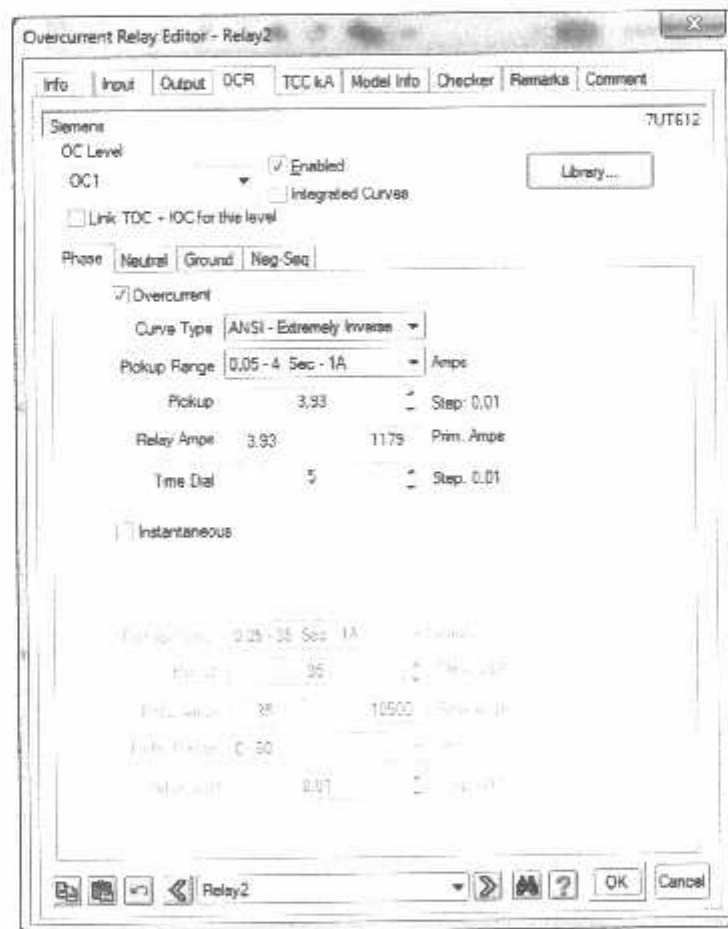 Overcurrent Relay Editor - Relay2
Info Input Output OCR TCC kA Model Info Checker Remarks Comment
Siemens 7UT612
OC Level
OC1
Enabled
Integrated Curves
Library...
Link TOC + IOC for this level
Phase Neutral Ground Neg-Seq
Overcurrent
Curve Type ANSI - Extremely Inverse
Pickup Range 0.05 - 4 Sec - 1A Amps
Pickup 3.93 Step: 0.01
Relay Amps 3.93 1179 Prim. Amps
Time Dial 5 Step. 0.01
Instantaneous
0.05 - 35 Sec 1A
35
35 10500
0 - 60
0.01
Relay2 OK Cancel